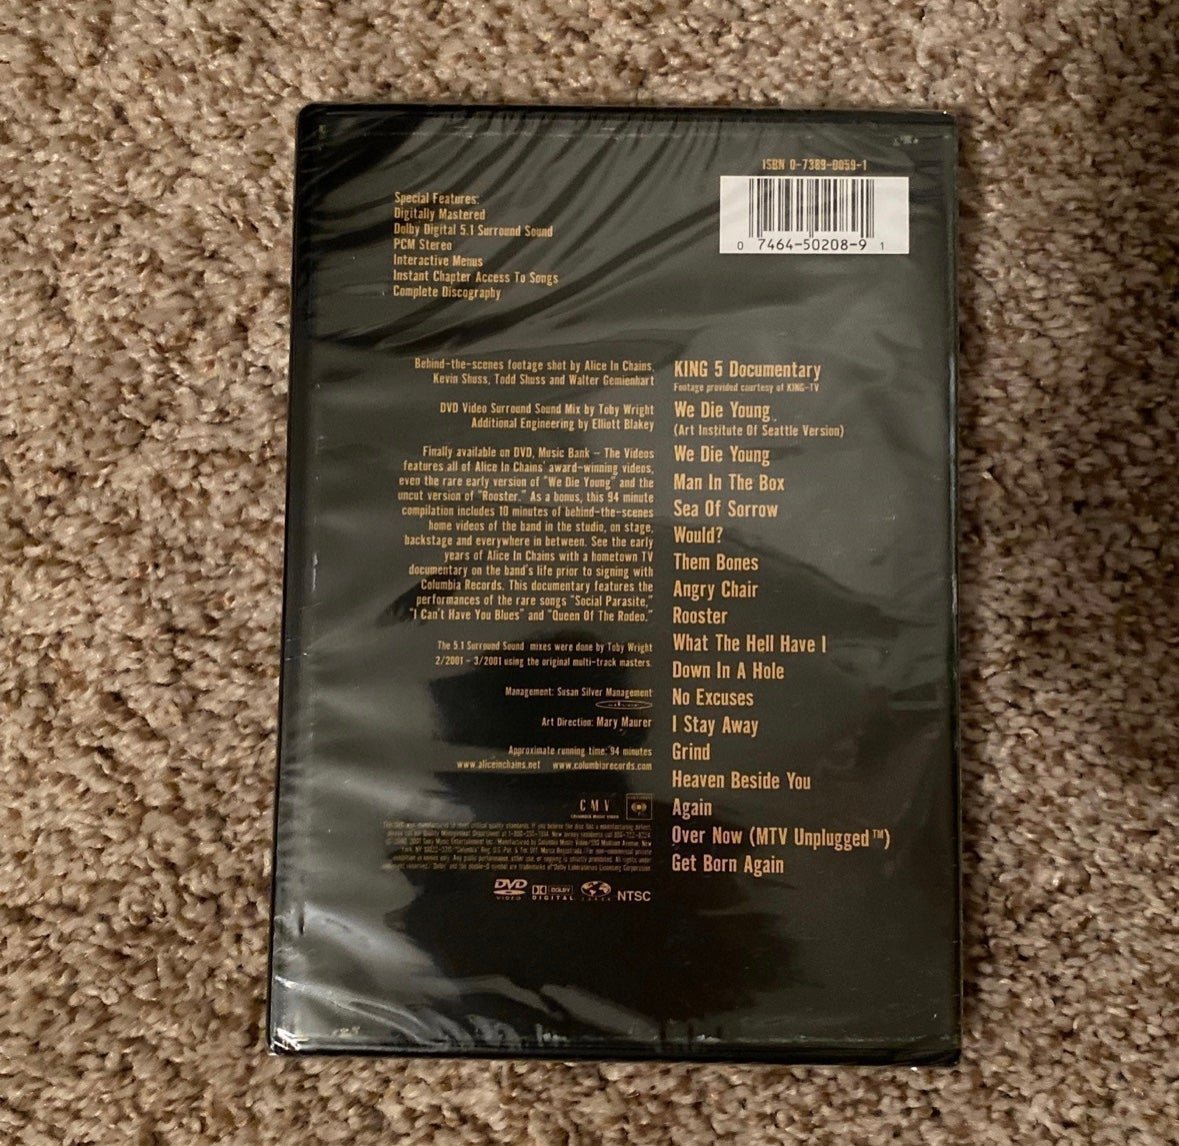 ISBN 0-7389-0059-1
0 7464-50208-9 1
Special Features:
Digitally Mastered
Dolby Digital 5.1 Surround Sound
PCM Stereo
Interactive Menus
Instant Chapter Access To Songs
Complete Discography
Behind-the-scenes footage shot by Alice In Chains,
Kevin Shuss, Todd Shuss and Walter Gemienhart
DVD Video Surround Sound Mix by Toby Wright
Additional Engineering by Elliott Blakey
Finally available on DVD, Music Bank – The Videos
features all of Alice In Chains' award-winning videos,
even the rare early version of "We Die Young" and the
uncut version of "Rooster." As a bonus, this 94 minute
compilation includes 10 minutes of behind-the-scenes
home videos of the band in the studio, on stage,
backstage and everywhere in between. See the early
years of Alice In Chains with a hometown TV
documentary on the band's life prior to signing with
Columbia Records. This documentary features the
performances of the rare songs "Social Parasite,"
"I Can't Have You Blues" and "Queen Of The Rodeo."
The 5.1 Surround Sound mixes were done by Toby Wright
2/2001 - 3/2001 using the original multi-track masters.
Management: Susan Silver Management
Art Direction: Mary Maurer
Approximate running time: 94 minutes
www.aliceinchains.net www.columbiarecords.com
CMV
COLUMBIA MUSIC VIDEO
DVD VIDEO
DOLBY DIGITAL
NTSC
KING 5 Documentary
Footage provided courtesy of KING-TV
We Die Young
(Art Institute Of Seattle Version)
We Die Young
Man In The Box
Sea Of Sorrow
Would?
Them Bones
Angry Chair
Rooster
What The Hell Have I
Down In A Hole
No Excuses
I Stay Away
Grind
Heaven Beside You
Again
Over Now (MTV Unplugged™)
Get Born Again